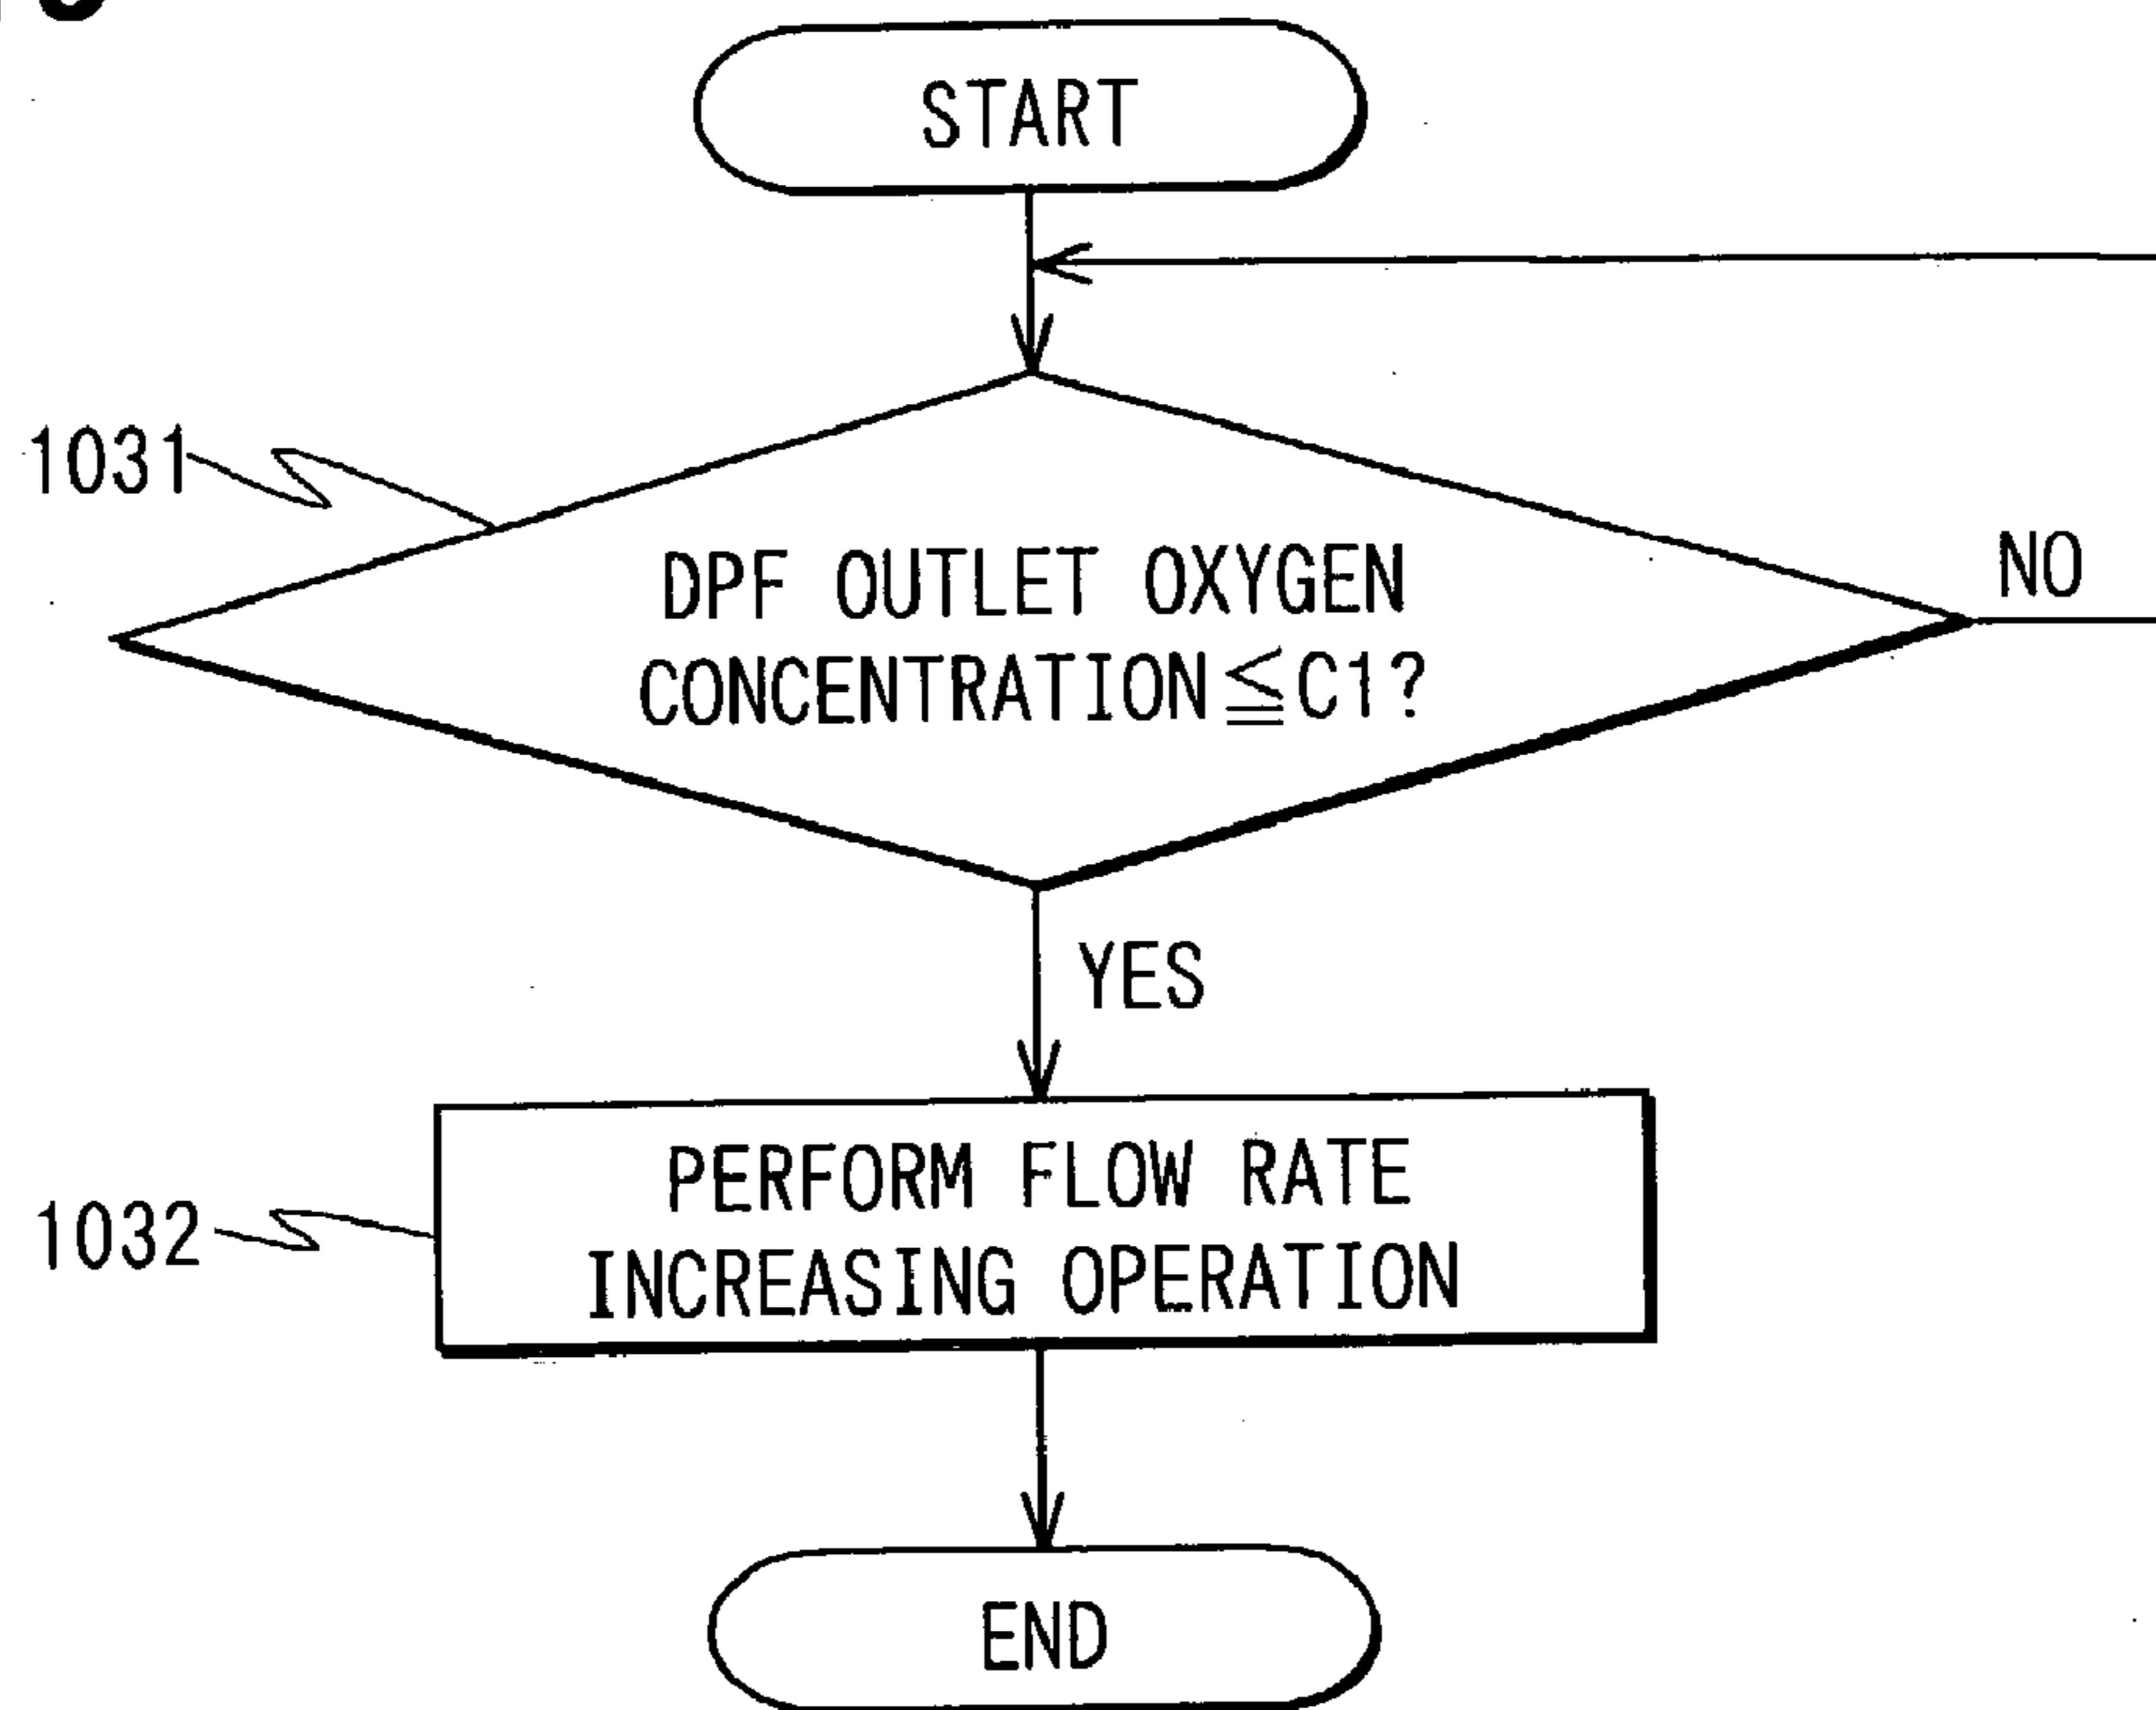 START
1031
DPF OUTLET OXYGEN
CONCENTRATION≦C1?
NO
YES
1032
PERFORM FLOW RATE
INCREASING OPERATION
END